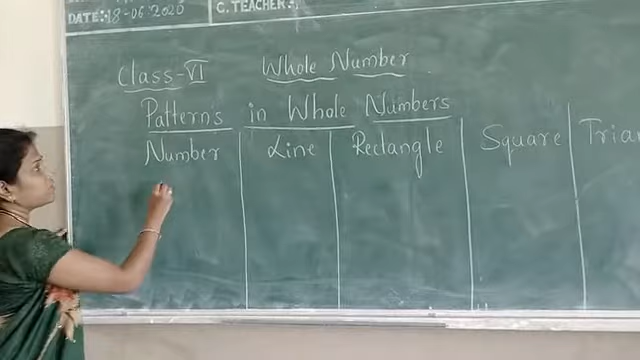 DATE:- 18-06-2020 C. TEACHER:-
Class-VI Whole Number
Pattern's in Whole Numbers
Number Line Rectangle Square Trian